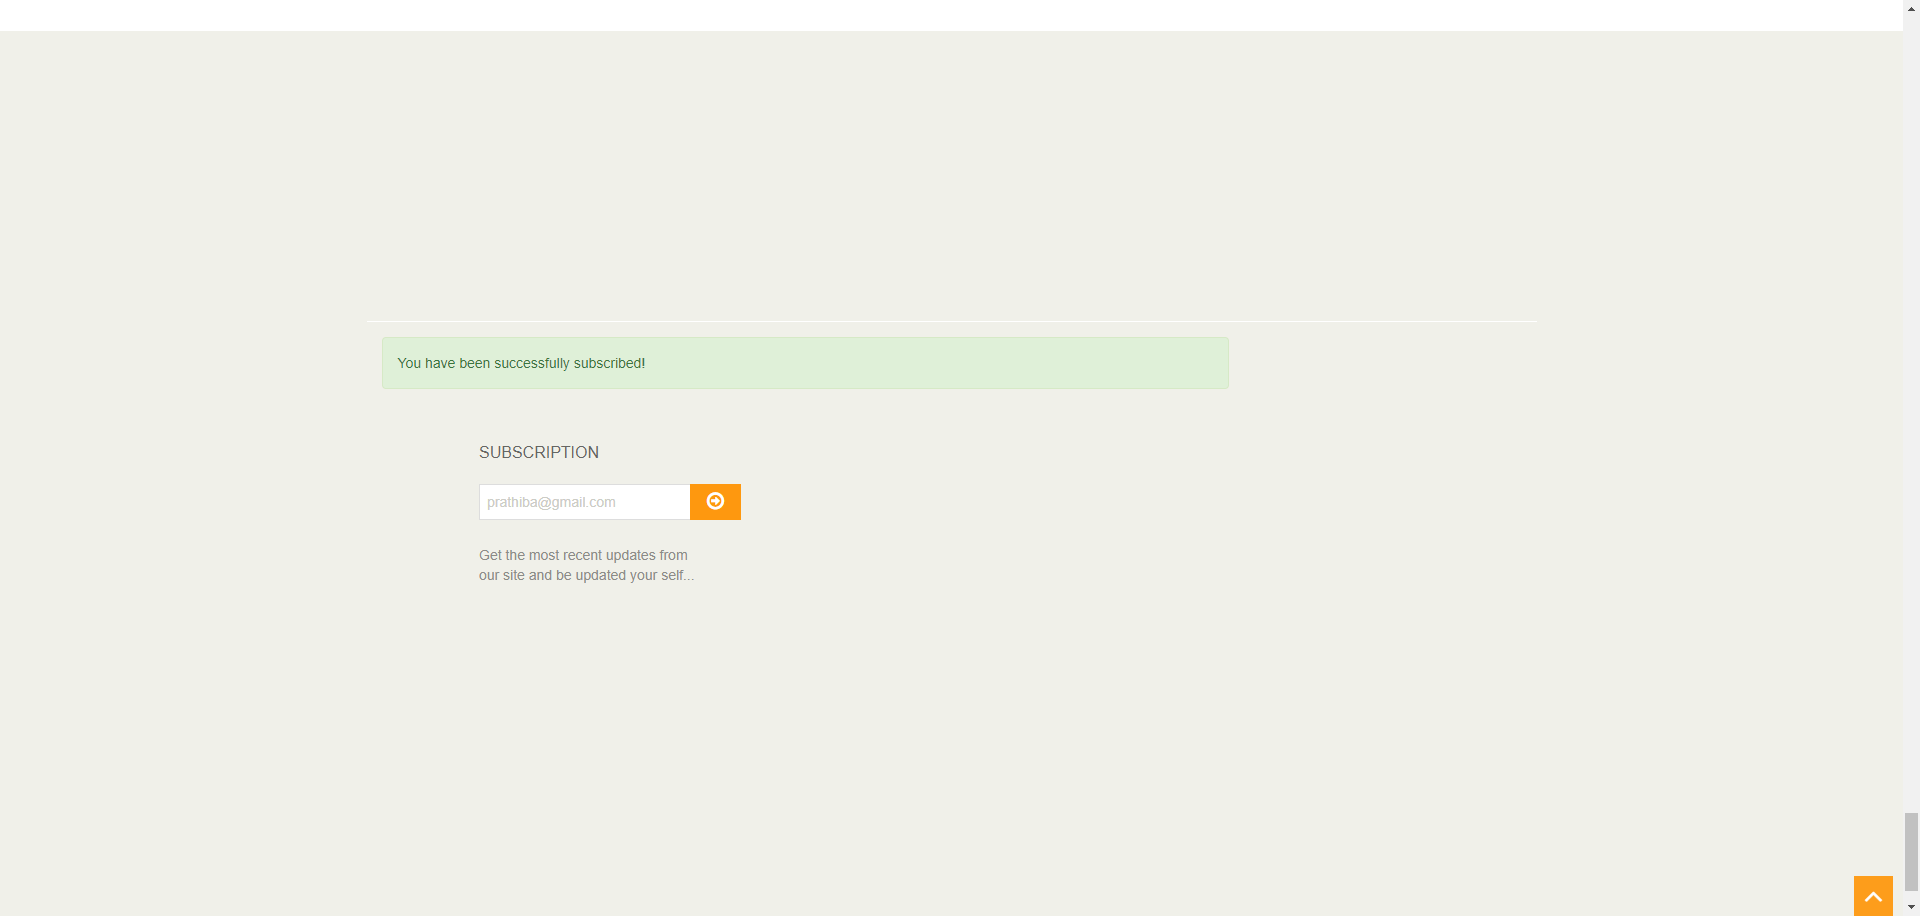 You have been successfully subscribed!
SUBSCRIPTION
prathiba@gmail.com
Get the most recent updates from
our site and be updated your self...